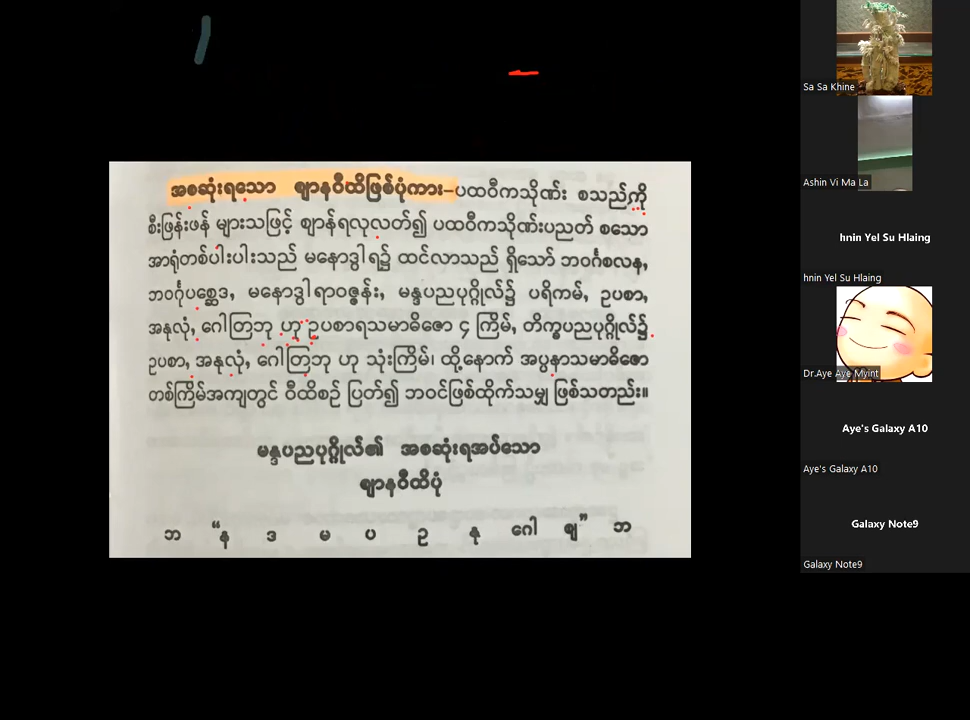 အစဆုံးရသော ဈာနဝီထိဖြစ်ပုံကား–ပထဝီကသိုဏ်း စသည်ကို
စီးဖြန်းဖန် များသဖြင့် ဈာန်ရလုလတ်၍ ပထဝီကသိုဏ်းပညတ် စသော
အာရုံတစ်ပါးပါးသည် မနောဒွါရ၌ ထင်လာသည် ရှိသော် ဘဝင်္ဂစလန,
ဘဝင်္ဂုပစ္ဆေဒ, မနောဒွါရာဝဇ္ဇန်း, မန္ဒပညပုဂ္ဂိုလ်၌ ပရိကမ်, ဥပစာ,
အနုလုံ, ဂေါတြဘု ဟု ဥပစာရသမာဓိဇော ၄ ကြိမ်, တိက္ခပညပုဂ္ဂိုလ်၌
ဥပစာ, အနုလုံ, ဂေါတြဘု ဟု သုံးကြိမ်၊ ထို့နောက် အပ္ပနာသမာဓိဇော
တစ်ကြိမ်အကျတွင် ဝီထိစဉ် ပြတ်၍ ဘဝင်ဖြစ်ထိုက်သမျှ ဖြစ်သတည်း။
မန္ဒပညပုဂ္ဂိုလ်၏ အစဆုံးရအပ်သော
ဈာနဝီထိပုံ
ဘ “န ဒ မ ပ ဥ နု ဂေါ ဈ” ဘ
Sa Sa Khine
Ashin Vi Ma La
hnin Yel Su Hlaing
hnin Yel Su Hlaing
Dr.Aye Aye Myint
Aye's Galaxy A10
Aye's Galaxy A10
Galaxy Note9
Galaxy Note9